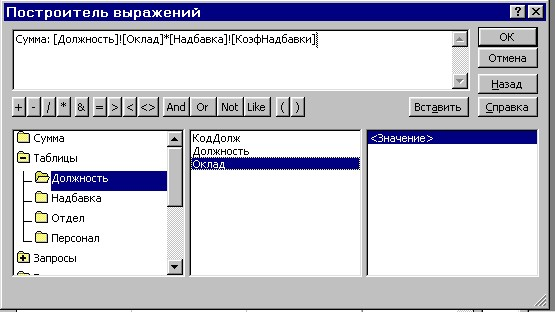 Построитель выражений
Сумма: [Должность]![Оклад]*[Надбавка]![КоэфНадбавки]
ОК
Отмена
Назад
+ - / * & = > < <> And Or Not Like ( )
Вставить
Справка
Сумма
Таблицы
Должность
Надбавка
Отдел
Персонал
Запросы
КодДолж
Должность
Оклад
<Значение>